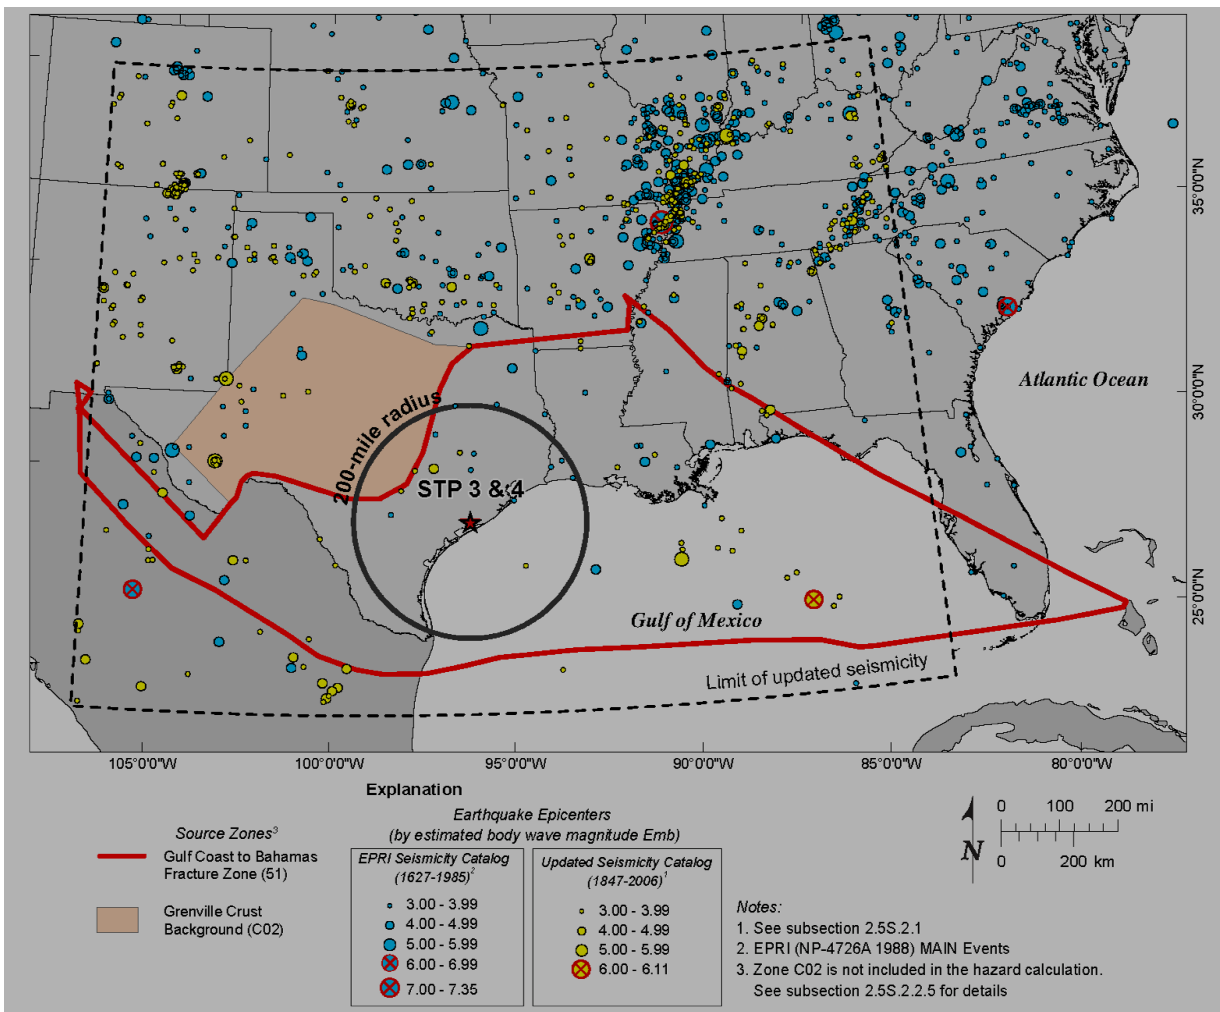 35°0'0"N
Atlantic Ocean
30°0'0"N
200-mile radius
STP 3 & 4
25°0'0"N
Gulf of Mexico
Limit of updated seismicity
105°0'0"W
100°0'0"W
95°0'0"W
90°0'0"W
85°0'0"W
80°0'0"W
Explanation
Source Zones3
Gulf Coast to Bahamas
Fracture Zone (51)
Grenville Crust
Background (C02)
Earthquake Epicenters
(by estimated body wave magnitude Emb)
EPRI Seismicity Catalog
(1627-1985)2
3.00 - 3.99
4.00 - 4.99
5.00 - 5.99
6.00 - 6.99
7.00 - 7.35
Updated Seismicity Catalog
(1847-2006)1
3.00 - 3.99
4.00 - 4.99
5.00 - 5.99
6.00 - 6.11
N
0 100 200 mi
0 200 km
Notes:
1. See subsection 2.5S.2.1
2. EPRI (NP-4726A 1988) MAIN Events
3. Zone C02 is not included in the hazard calculation.
See subsection 2.5S.2.2.5 for details